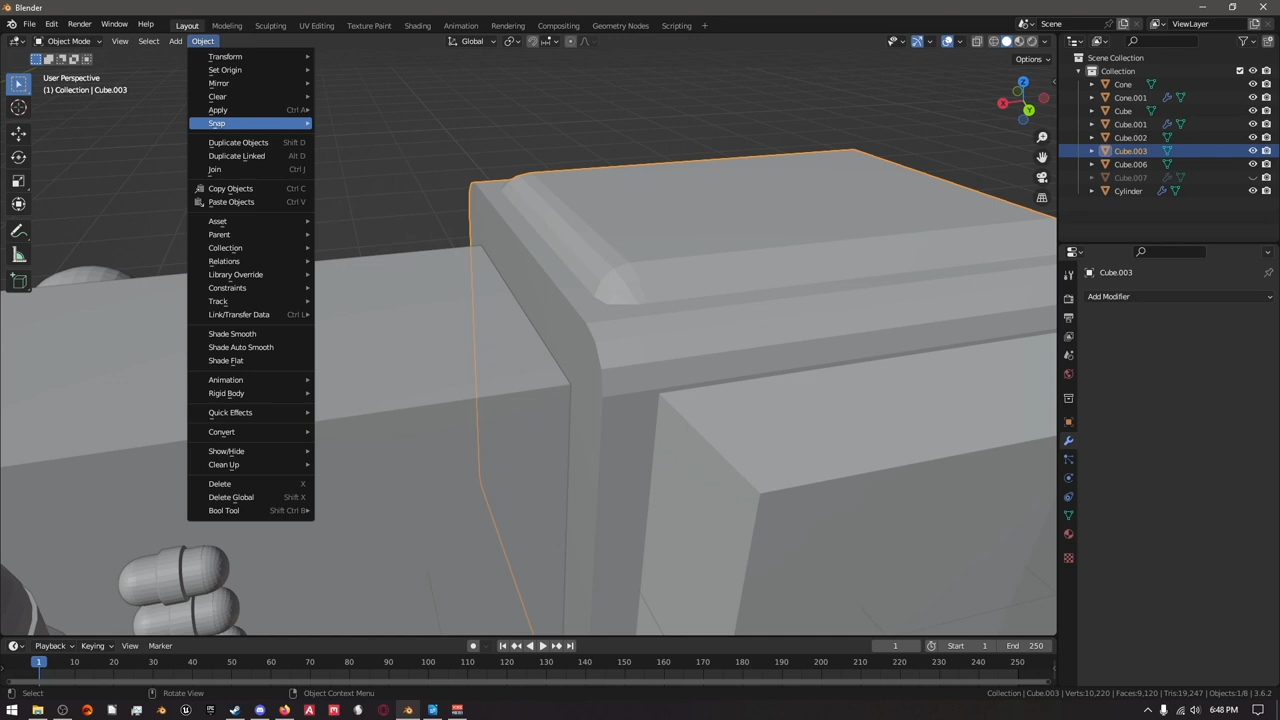 Blender
File Edit Render Window Help Layout Modeling Sculpting UV Editing Texture Paint Shading Animation Rendering Compositing Geometry Nodes Scripting + Scene ViewLayer
Object Mode View Select Add Object Global
Options
User Perspective
(1) Collection | Cube.003
Transform
Set Origin
Mirror
Clear
Apply Ctrl A
Snap
Duplicate Objects Shift D
Duplicate Linked Alt D
Join Ctrl J
Copy Objects Ctrl C
Paste Objects Ctrl V
Asset
Parent
Collection
Relations
Library Override
Constraints
Track
Link/Transfer Data Ctrl L
Shade Smooth
Shade Auto Smooth
Shade Flat
Animation
Rigid Body
Quick Effects
Convert
Show/Hide
Clean Up
Delete X
Delete Global Shift X
Bool Tool Shift Ctrl B
Z
X
Y
Scene Collection
Collection
Cone
Cone.001
Cube
Cube.001
Cube.002
Cube.003
Cube.006
Cube.007
Cylinder
Cube.003
Add Modifier
Playback Keying View Marker 1 Start 1 End 250
1 10 20 30 40 50 60 70 80 90 100 110 120 130 140 150 160 170 180 190 200 210 220 230 240 250
Select Rotate View Object Context Menu Collection | Cube.003 | Verts:10,220 | Faces:9,120 | Tris:19,247 | Objects:1/8 | 3.6.2
6:48 PM